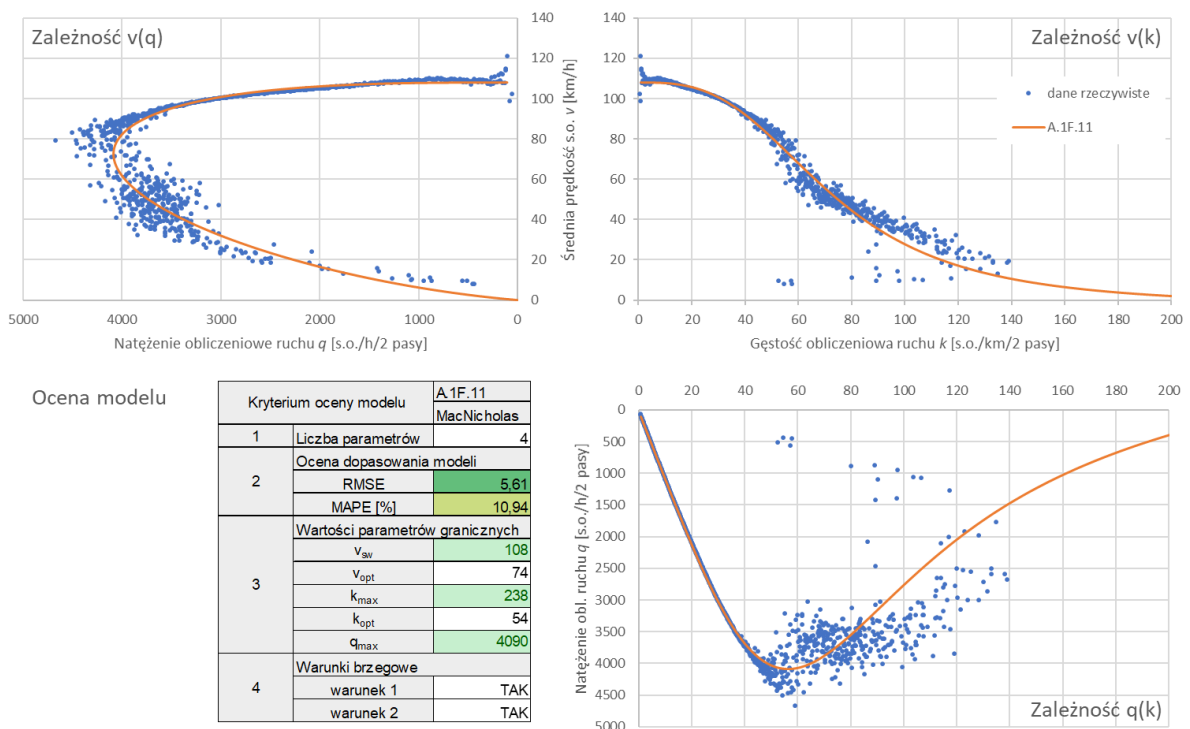 Zależność v(q)
140
120
100
80
60
40
20
0
Średnia prędkość s.o. v [km/h]
5000 4000 3000 2000 1000 0
Natężenie obliczeniowe ruchu q [s.o./h/2 pasy]
Zależność v(k)
140
120
100
80
60
40
20
0
dane rzeczywiste
A.1F.11
0 20 40 60 80 100 120 140 160 180 200
Gęstość obliczeniowa ruchu k [s.o./km/2 pasy]
Ocena modelu
Kryterium oceny modelu A.1F.11
MacNicholas
1 Liczba parametrów 4
2 Ocena dopasowania modeli
RMSE 5,61
MAPE [%] 10,94
3 Wartości parametrów granicznych
vsw 108
vopt 74
kmax 238
kopt 54
qmax 4090
4 Warunki brzegowe
warunek 1 TAK
warunek 2 TAK
0 20 40 60 80 100 120 140 160 180 200
0
500
1000
1500
2000
2500
3000
3500
4000
4500
5000
Natężenie obl. ruchu q [s.o./h/2 pasy]
Zależność q(k)